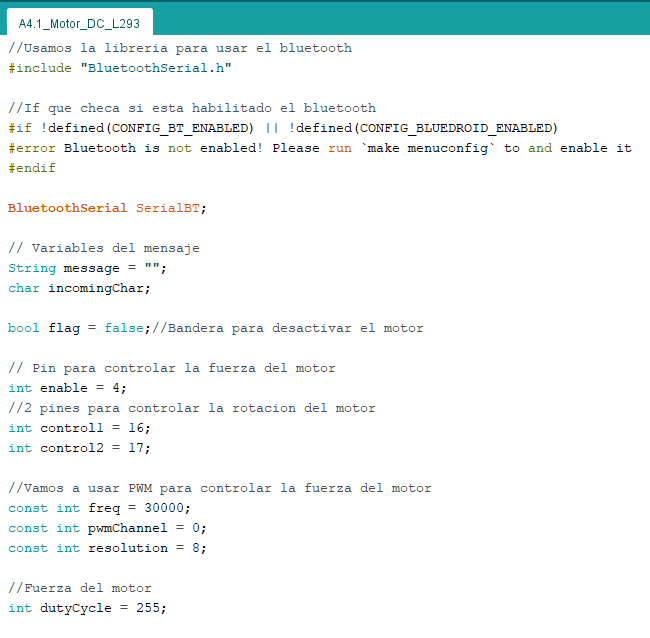 A4.1_Motor_DC_L293
//Usamos la libreria para usar el bluetooth
#include "BluetoothSerial.h"
//If que checa si esta habilitado el bluetooth
#if !defined(CONFIG_BT_ENABLED) || !defined(CONFIG_BLUEDROID_ENABLED)
#error Bluetooth is not enabled! Please run `make menuconfig` to and enable it
#endif
BluetoothSerial SerialBT;
// Variables del mensaje
String message = "";
char incomingChar;
bool flag = false;//Bandera para desactivar el motor
// Pin para controlar la fuerza del motor
int enable = 4;
//2 pines para controlar la rotacion del motor
int control1 = 16;
int control2 = 17;
//Vamos a usar PWM para controlar la fuerza del motor
const int freq = 30000;
const int pwmChannel = 0;
const int resolution = 8;
//Fuerza del motor
int dutyCycle = 255;